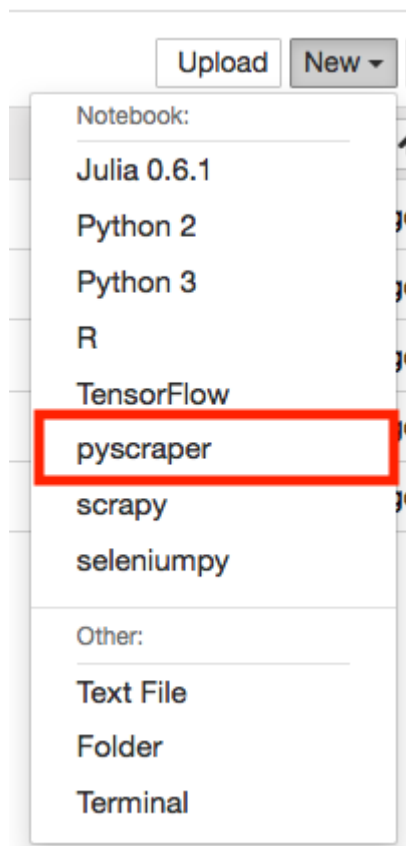 Upload New
Notebook:
Julia 0.6.1
Python 2
Python 3
R
TensorFlow
pyscraper
scrapy
seleniumpy
Other:
Text File
Folder
Terminal